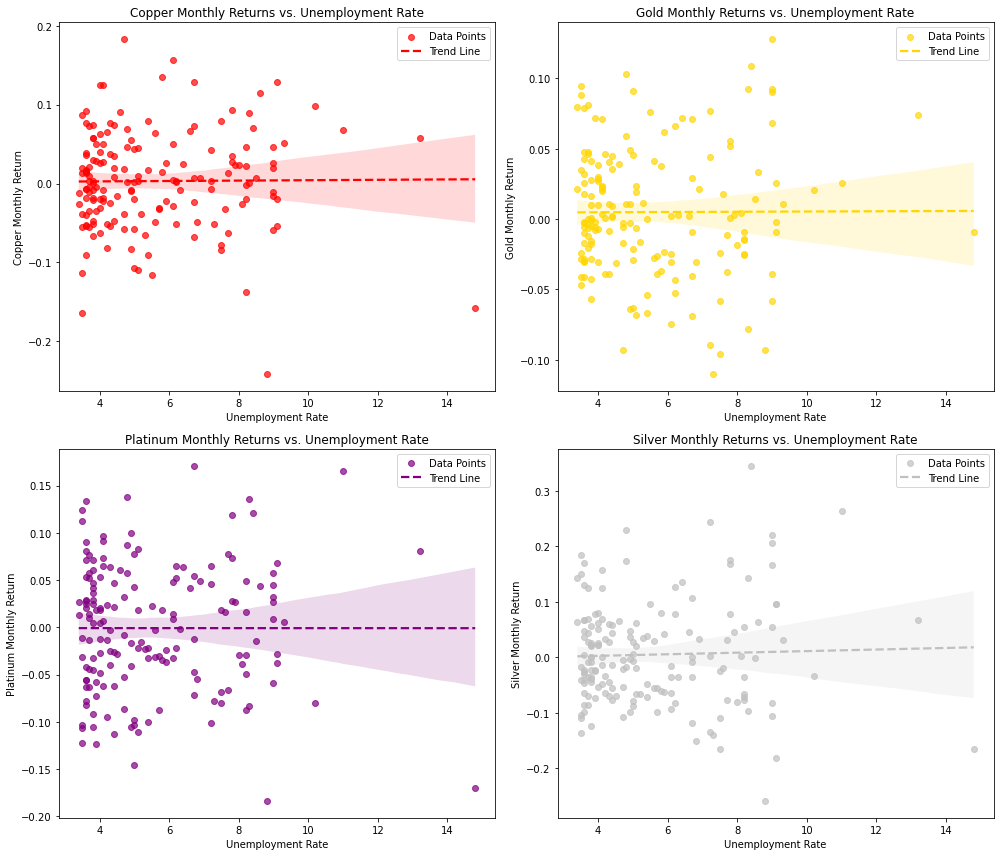 Copper Monthly Returns vs. Unemployment Rate
Data Points
Trend Line
0.2
0.1
0.0
−0.1
−0.2
Copper Monthly Return
4 6 8 10 12 14
Unemployment Rate
Gold Monthly Returns vs. Unemployment Rate
Data Points
Trend Line
0.10
0.05
0.00
−0.05
−0.10
Gold Monthly Return
4 6 8 10 12 14
Unemployment Rate
Platinum Monthly Returns vs. Unemployment Rate
Data Points
Trend Line
0.15
0.10
0.05
0.00
−0.05
−0.10
−0.15
−0.20
Platinum Monthly Return
4 6 8 10 12 14
Unemployment Rate
Silver Monthly Returns vs. Unemployment Rate
Data Points
Trend Line
0.3
0.2
0.1
0.0
−0.1
−0.2
Silver Monthly Return
4 6 8 10 12 14
Unemployment Rate